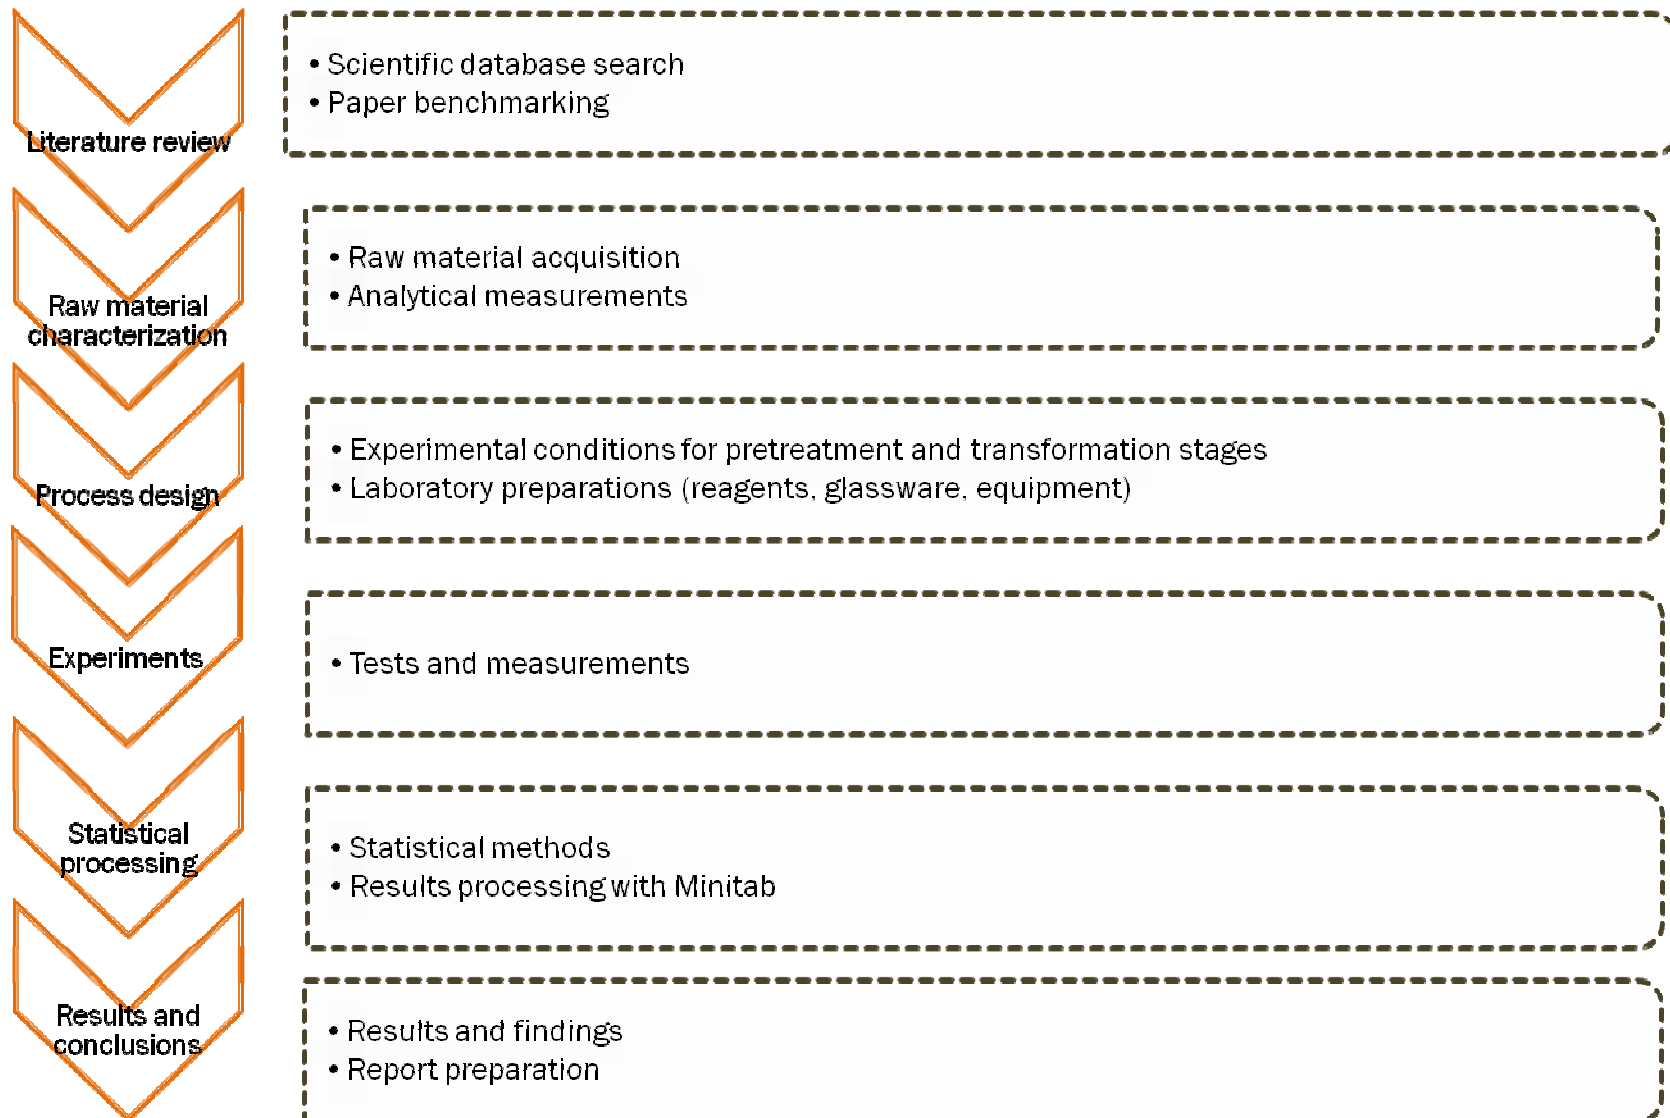 Literature review
• Scientific database search
• Paper benchmarking
Raw material
characterization
• Raw material acquisition
• Analytical measurements
Process design
• Experimental conditions for pretreatment and transformation stages
• Laboratory preparations (reagents, glassware, equipment)
Experiments
• Tests and measurements
Statistical
processing
• Statistical methods
• Results processing with Minitab
Results and
conclusions
• Results and findings
• Report preparation